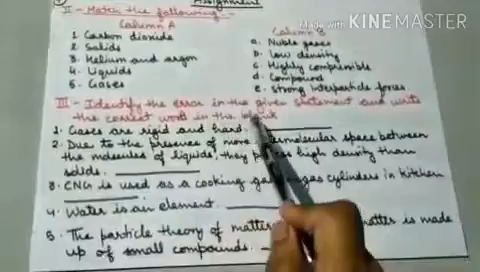 Assignment
II - Match the following:-
Column A
Column B
1. Carbon dioxide
2. Solids
3. Helium and argon
4. Liquids
5. Gases
a. Noble gases
b. low density
c. Highly compressible
d. Compound
e. strong interparticle forces
III - Identify the error in the given statement and write
the correct word in the blank
1. Gases are rigid and hard.
2. Due to the presence of more intermolecular space between
the molecules of liquids, they high density than
solids.
3. CNG is used as a cooking gas gas cylinders in kitchen
4. Water is an element.
5. The particle theory of matter matter is made
up of small compounds.
Made with KINEMASTER